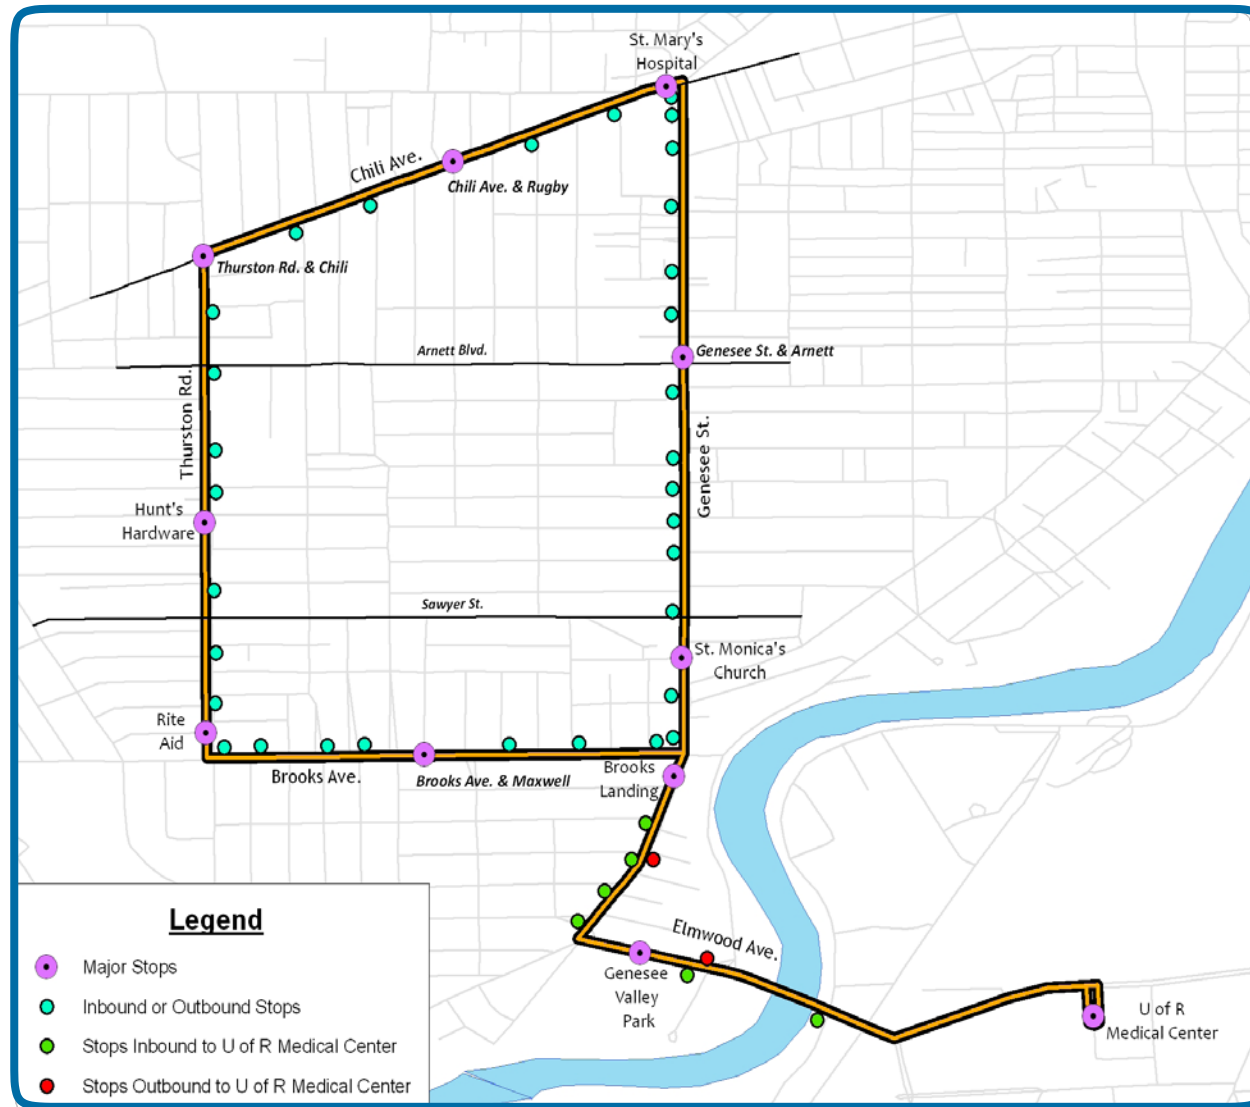 St. Mary's
Hospital
Chili Ave.
Chili Ave. & Rugby
Thurston Rd. & Chili
Arnett Blvd.
Genesee St. & Arnett
Thurston Rd.
Genesee St.
Hunt's
Hardware
Sawyer St.
St. Monica's
Church
Rite
Aid
Brooks Ave.
Brooks Ave. & Maxwell
Brooks
Landing
Elmwood Ave.
Genesee
Valley
Park
U of R
Medical Center
Legend
Major Stops
Inbound or Outbound Stops
Stops Inbound to U of R Medical Center
Stops Outbound to U of R Medical Center